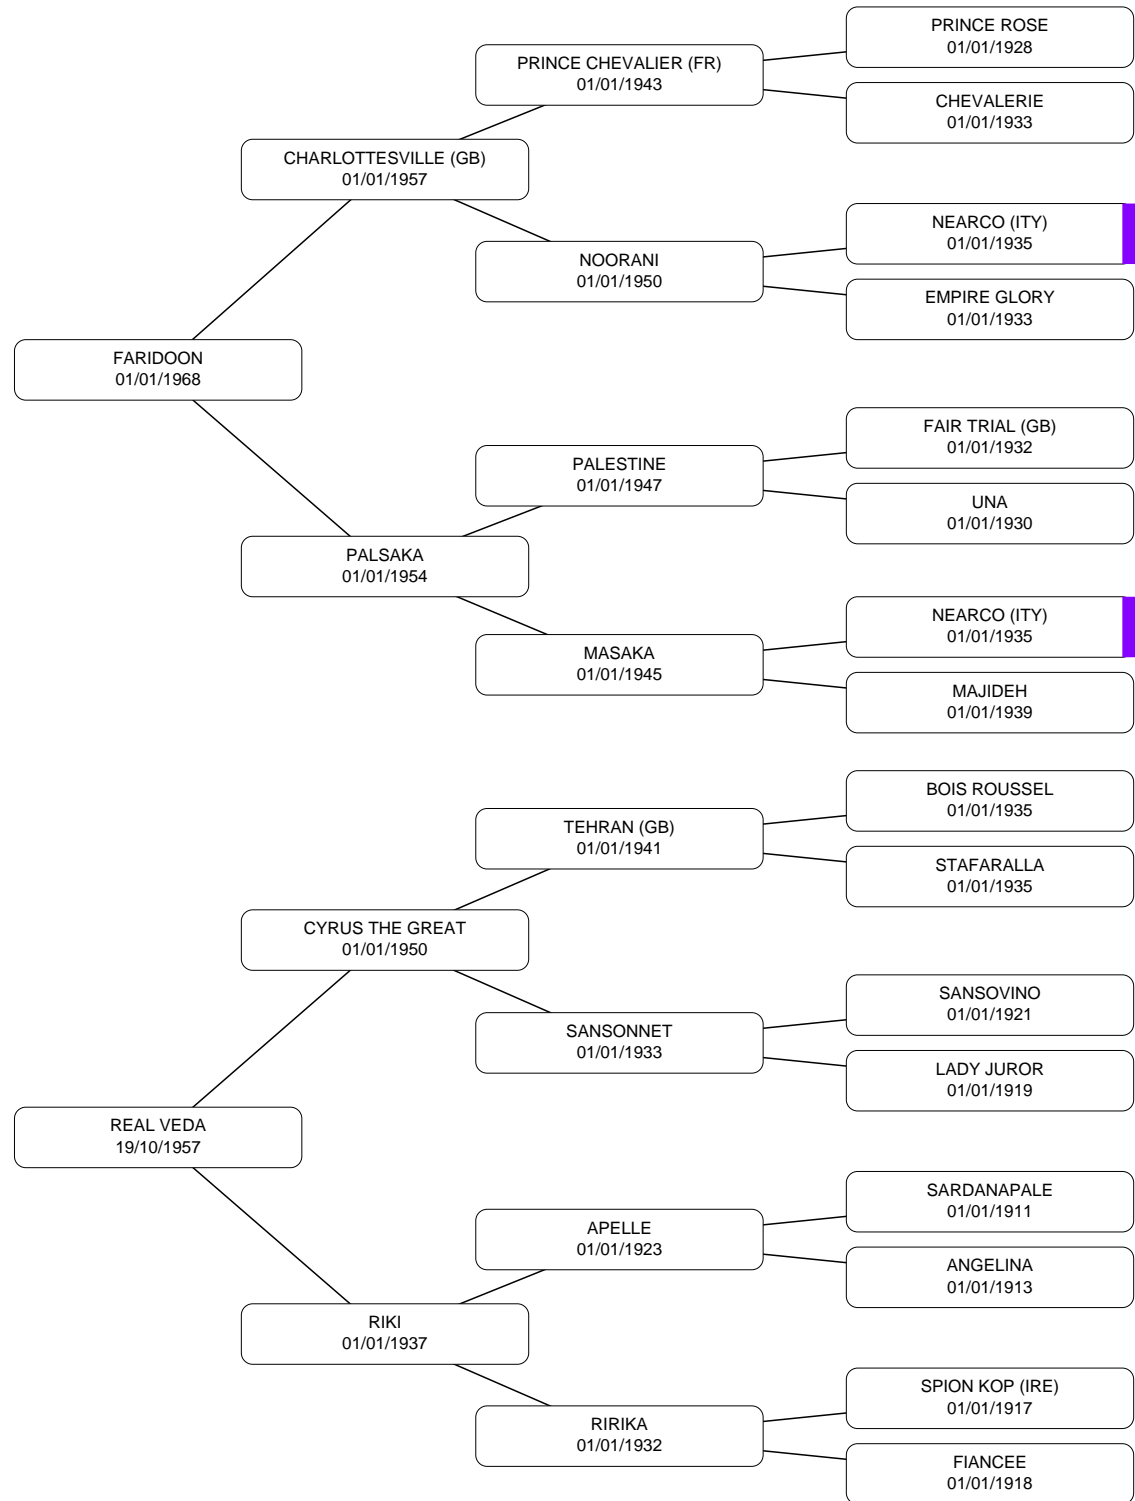 PRINCE ROSE
01/01/1928
PRINCE CHEVALIER (FR)
01/01/1943
CHEVALERIE
01/01/1933
CHARLOTTESVILLE (GB)
01/01/1957
NEARCO (ITY)
01/01/1935
NOORANI
01/01/1950
EMPIRE GLORY
01/01/1933
FARIDOON
01/01/1968
FAIR TRIAL (GB)
01/01/1932
PALESTINE
01/01/1947
UNA
01/01/1930
PALSAKA
01/01/1954
NEARCO (ITY)
01/01/1935
MASAKA
01/01/1945
MAJIDEH
01/01/1939
BOIS ROUSSEL
01/01/1935
TEHRAN (GB)
01/01/1941
STAFARALLA
01/01/1935
CYRUS THE GREAT
01/01/1950
SANSOVINO
01/01/1921
SANSONNET
01/01/1933
LADY JUROR
01/01/1919
REAL VEDA
19/10/1957
SARDANAPALE
01/01/1911
APELLE
01/01/1923
ANGELINA
01/01/1913
RIKI
01/01/1937
SPION KOP (IRE)
01/01/1917
RIRIKA
01/01/1932
FIANCEE
01/01/1918